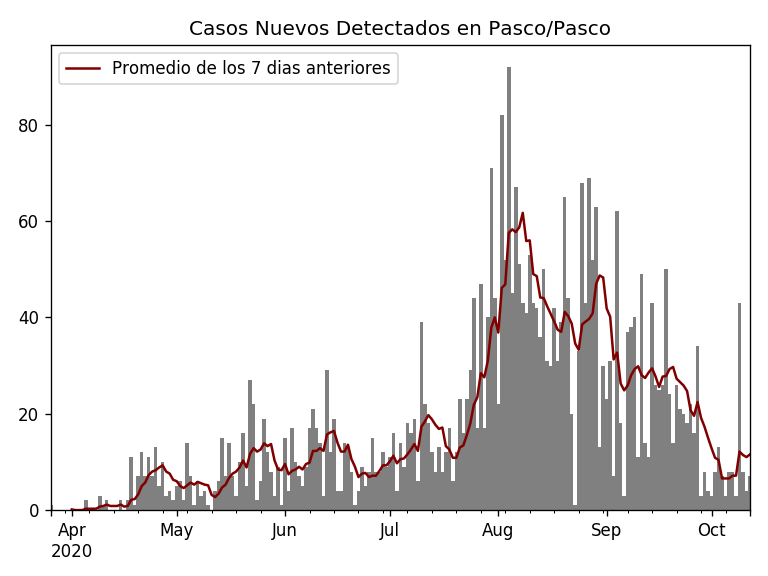 Casos Nuevos Detectados en Pasco/Pasco
Promedio de los 7 dias anteriores
80
60
40
20
0
Apr May Jun Jul Aug Sep Oct
2020